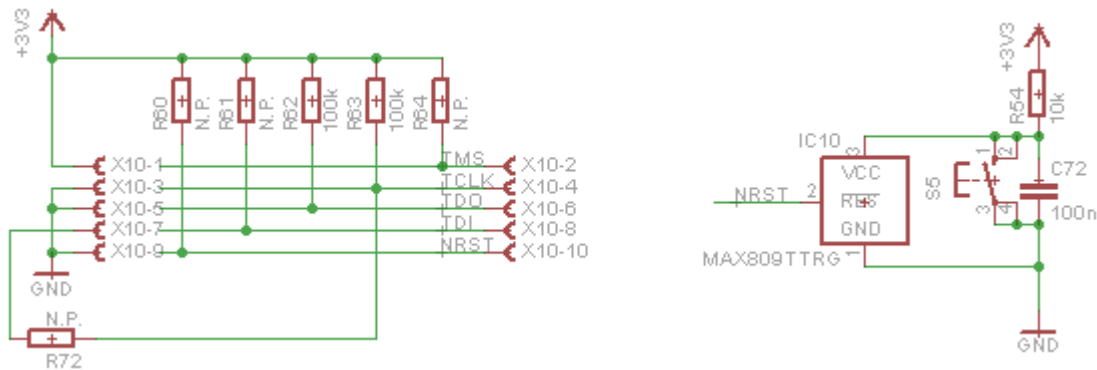 +3V3
R60
N.P.
R61
N.P.
R62
100k
R63
100k
R64
N.P.
X10-1
TMS
X10-2
X10-3
TCLK
X10-4
X10-5
TDO
X10-6
X10-7
TDI
X10-8
X10-9
NRST
X10-10
GND
N.P.
R72
+3V3
R54
10k
IC10
3
VCC
NRST
2
RES
GND
MAX809TTRG
1
S5
1
2
3
4
C72
100n
GND